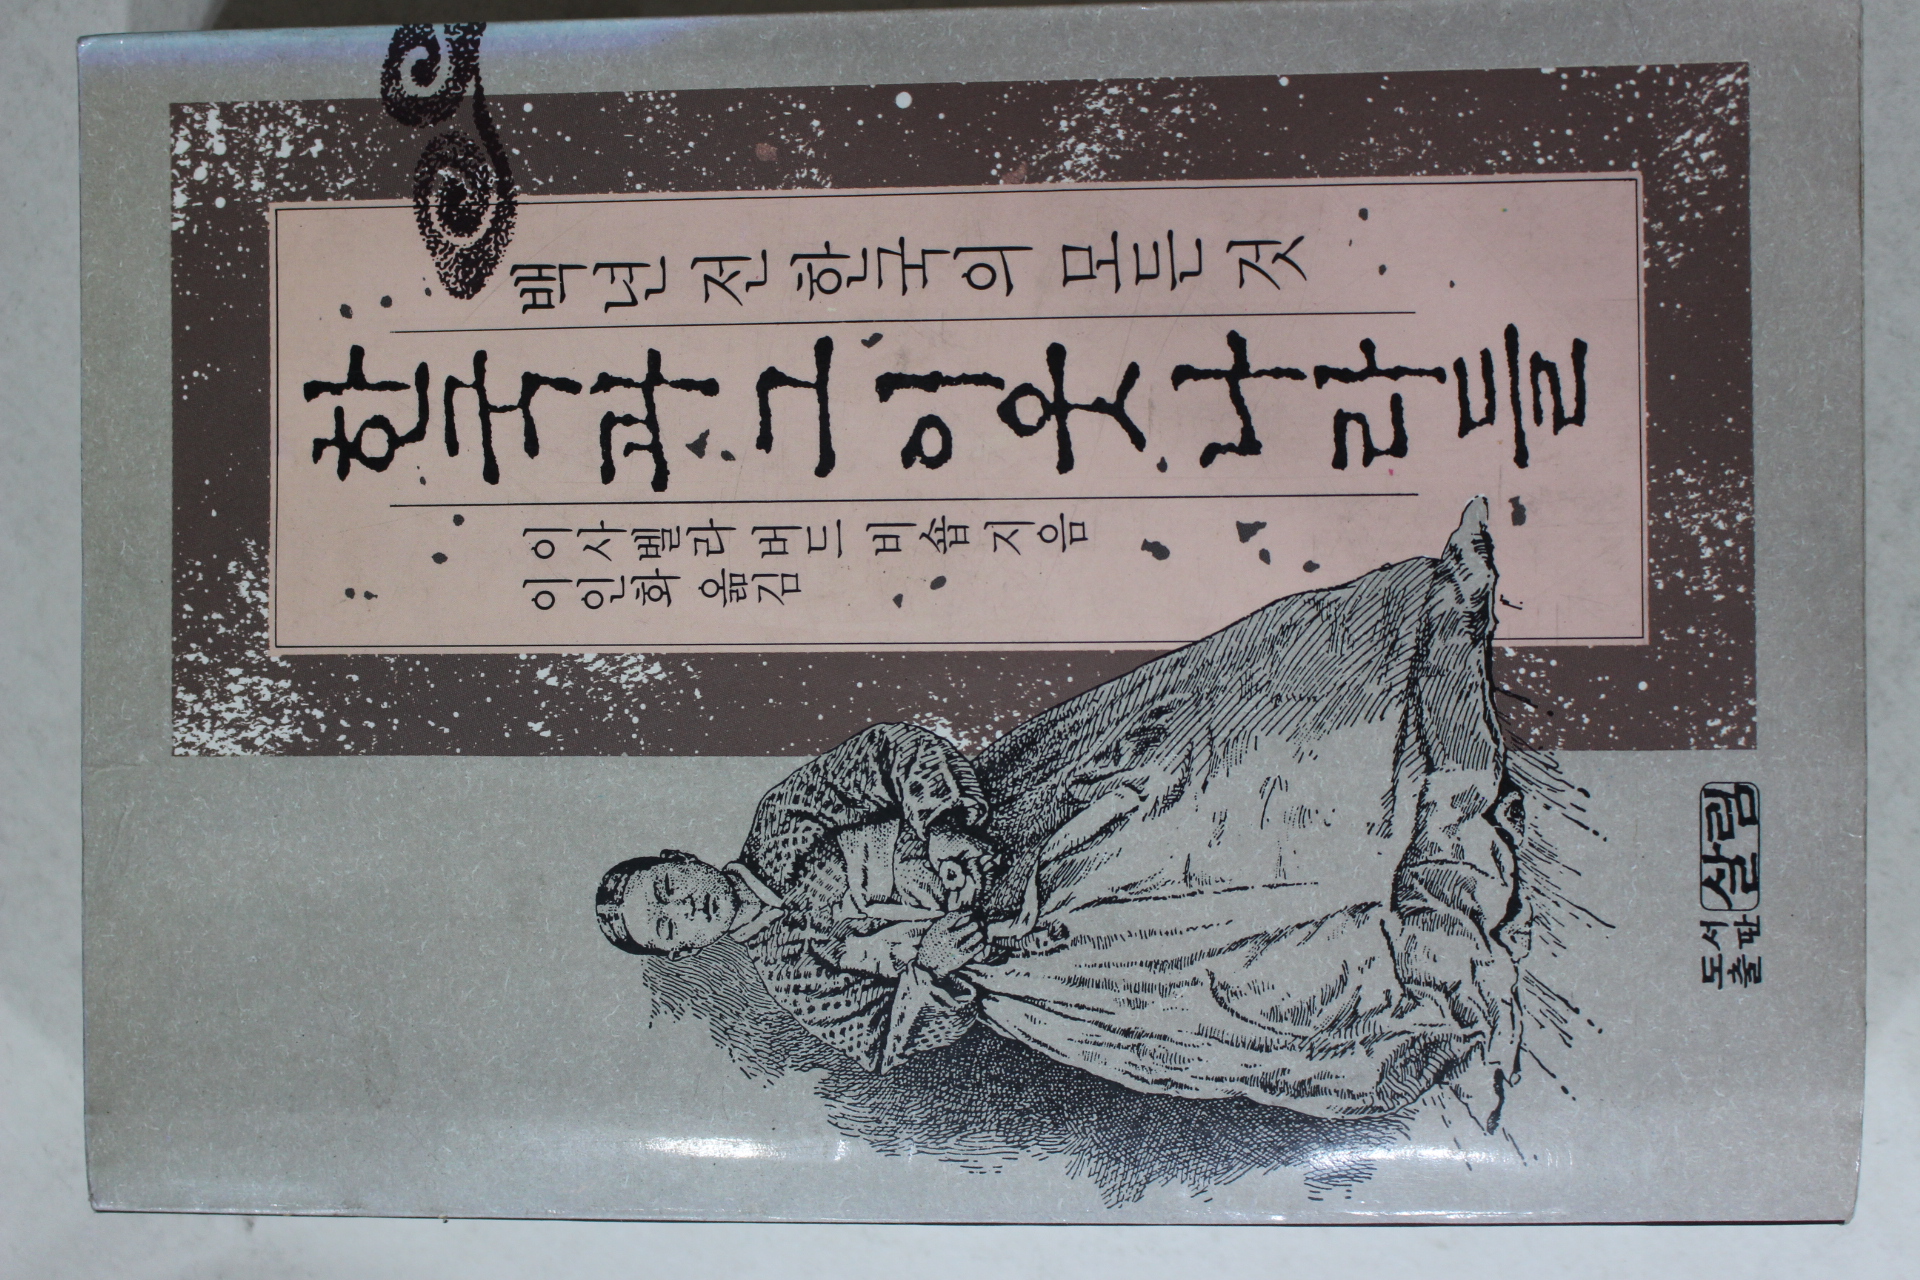 백년 전 한국의 모든 것
한국과 그 이웃나라들
이사벨라 버드 비숍 지음
이인화 옮김
도서출판 살림